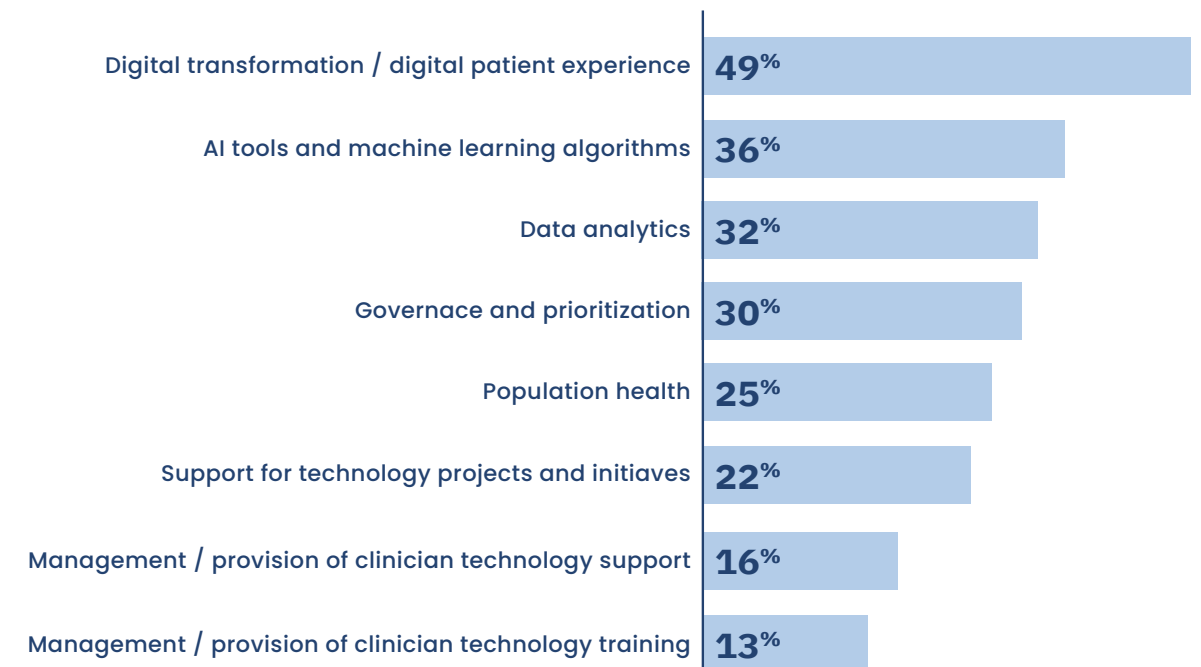 Digital transformation / digital patient experience 49%
AI tools and machine learning algorithms 36%
Data analytics 32%
Governace and prioritization 30%
Population health 25%
Support for technology projects and initiaves 22%
Management / provision of clinician technology support 16%
Management / provision of clinician technology training 13%